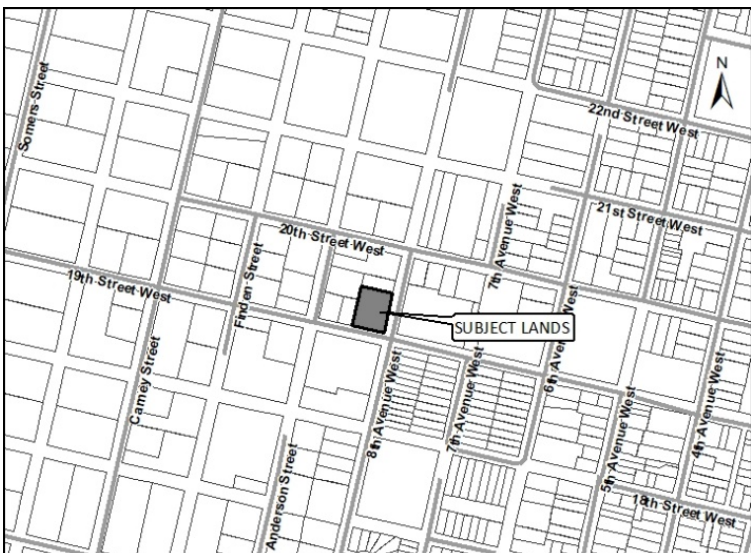 N
Somers Street
22nd Street West
21st Street West
7th Avenue West
20th Street West
19th Street West
Finden Street
SUBJECT LANDS
6th Avenue West
Carney Street
8th Avenue West
7th Avenue West
5th Avenue West
4th Avenue West
18th Street West
Anderson Street